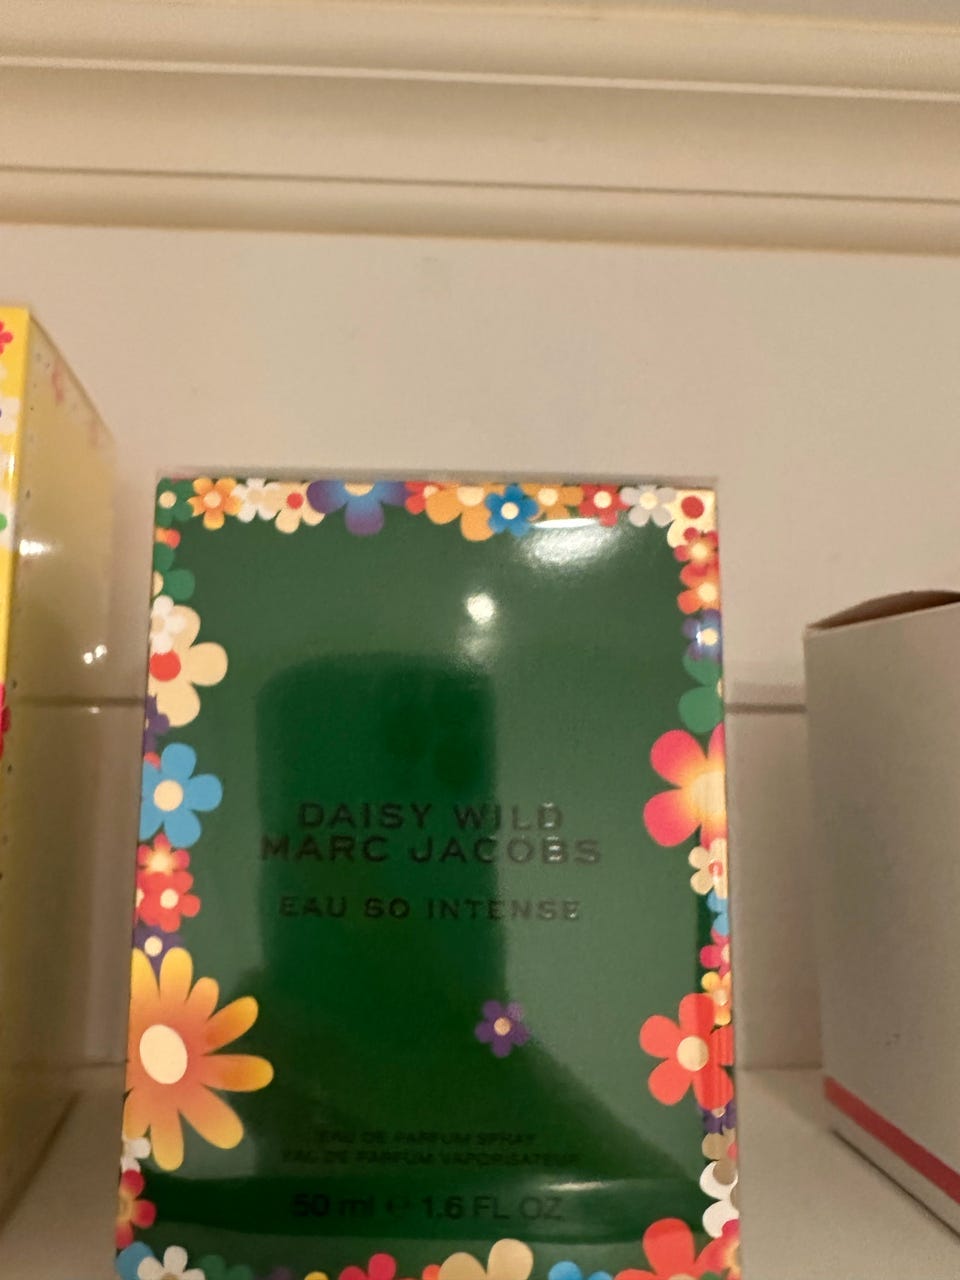 DAISY WILD
MARC JACOBS
EAU SO INTENSE
EAU DE PARFUM SPRAY
EAU DE PARFUM VAPORISATEUR
50 ml e 1.6 FL OZ